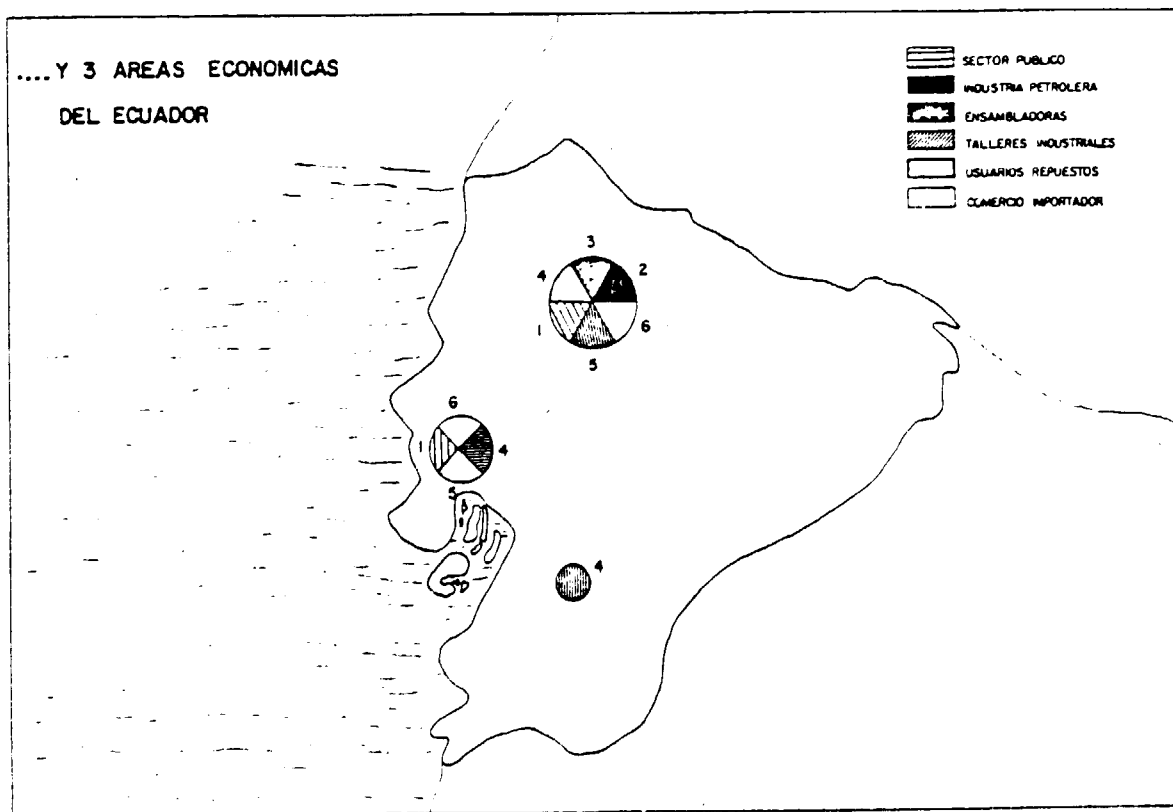 .... Y 3 AREAS ECONOMICAS
DEL ECUADOR
SECTOR PUBLICO
INDUSTRIA PETROLERA
ENSAMBLADORAS
TALLERES INDUSTRIALES
USUARIOS REPUESTOS
COMERCIO IMPORTADOR
3
4
2
1
6
5
6
1
4
5
4